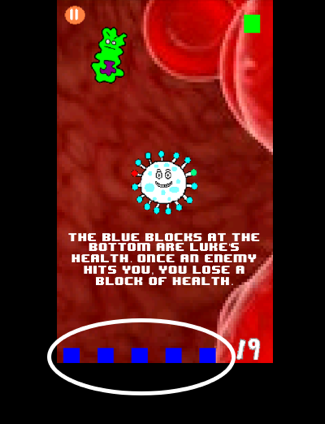 THE BLUE BLOCKS AT THE
BOTTOM ARE LUKE'S
HEALTH. ONCE AN ENEMY
HITS YOU, YOU LOSE A
BLOCK OF HEALTH.
19